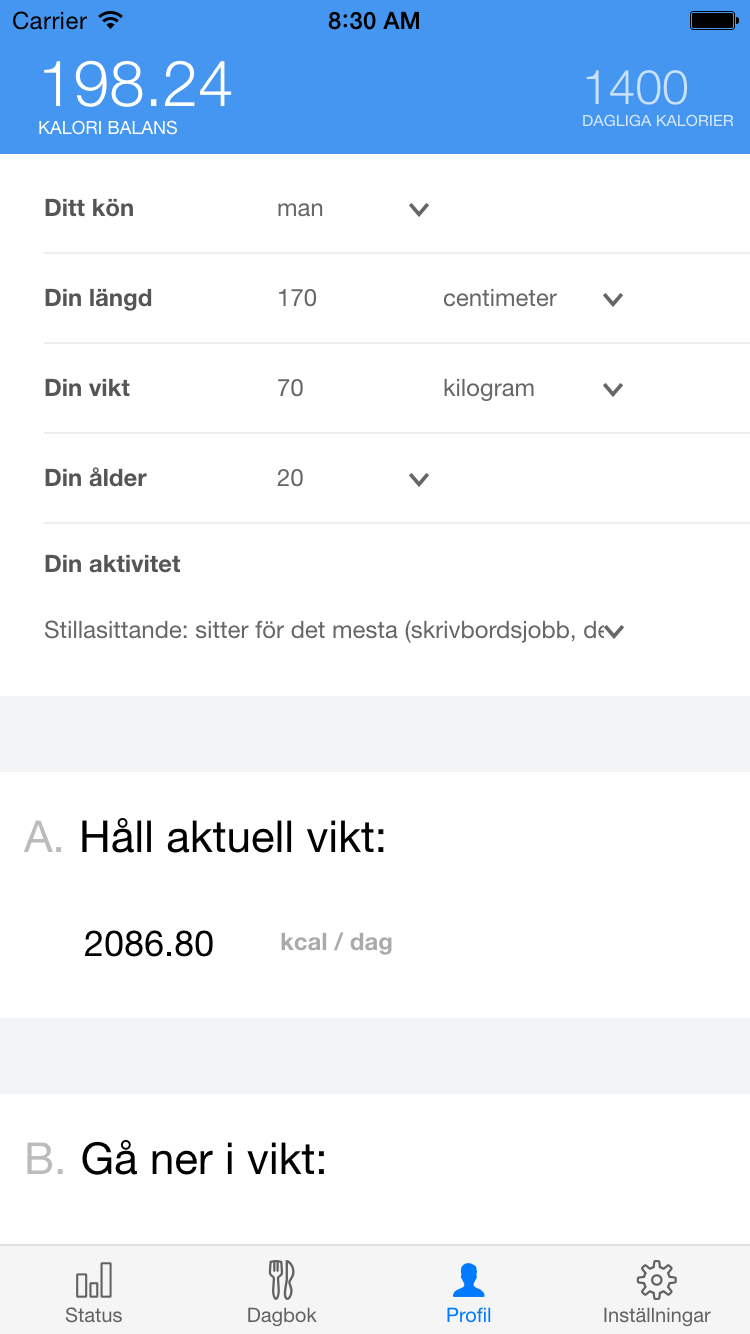 Carrier 8:30 AM
198.24 1400
KALORI BALANS DAGLIGA KALORIER
Ditt kön man
Din längd 170 centimeter
Din vikt 70 kilogram
Din ålder 20
Din aktivitet
Stillasittande: sitter för det mesta (skrivbordsjobb, de
A. Håll aktuell vikt:
2086.80 kcal / dag
B. Gå ner i vikt:
Status Dagbok Profil Inställningar